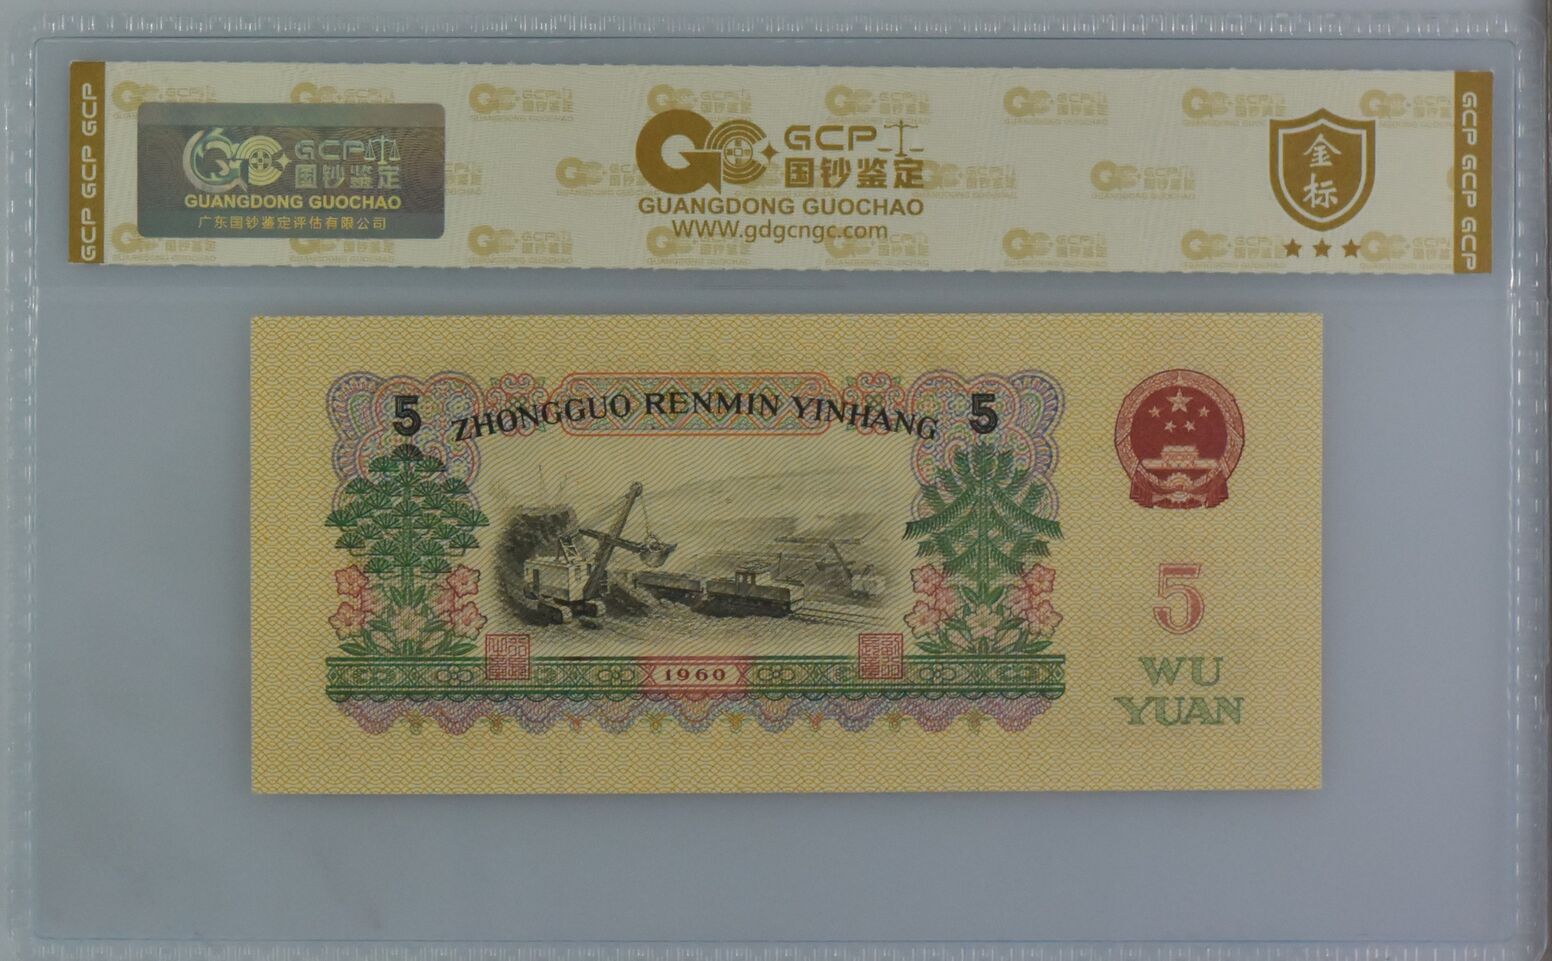 GCP GCP GCP
GCP
国钞鉴定
GUANGDONG GUOCHAO
广东国钞鉴定评估有限公司
GCP
国钞鉴定
GUANGDONG GUOCHAO
WWW.gdgcngc.com
金
标
GCP GCP GCP
5
ZHONGGUO RENMIN YINHANG
5
5
1960
WU
YUAN